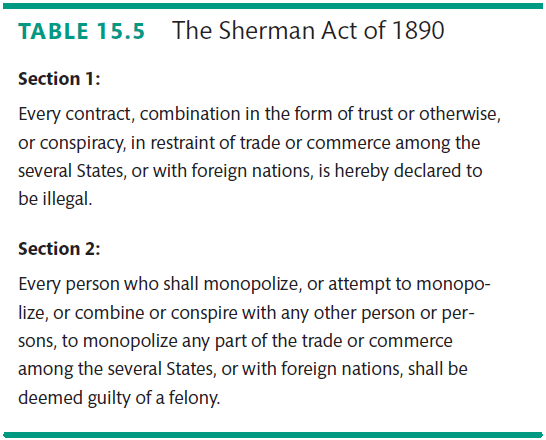 TABLE 15.5 The Sherman Act of 1890
Section 1:
Every contract, combination in the form of trust or otherwise,
or conspiracy, in restraint of trade or commerce among the
several States, or with foreign nations, is hereby declared to
be illegal.
Section 2:
Every person who shall monopolize, or attempt to monopo-
lize, or combine or conspire with any other person or per-
sons, to monopolize any part of the trade or commerce
among the several States, or with foreign nations, shall be
deemed guilty of a felony.